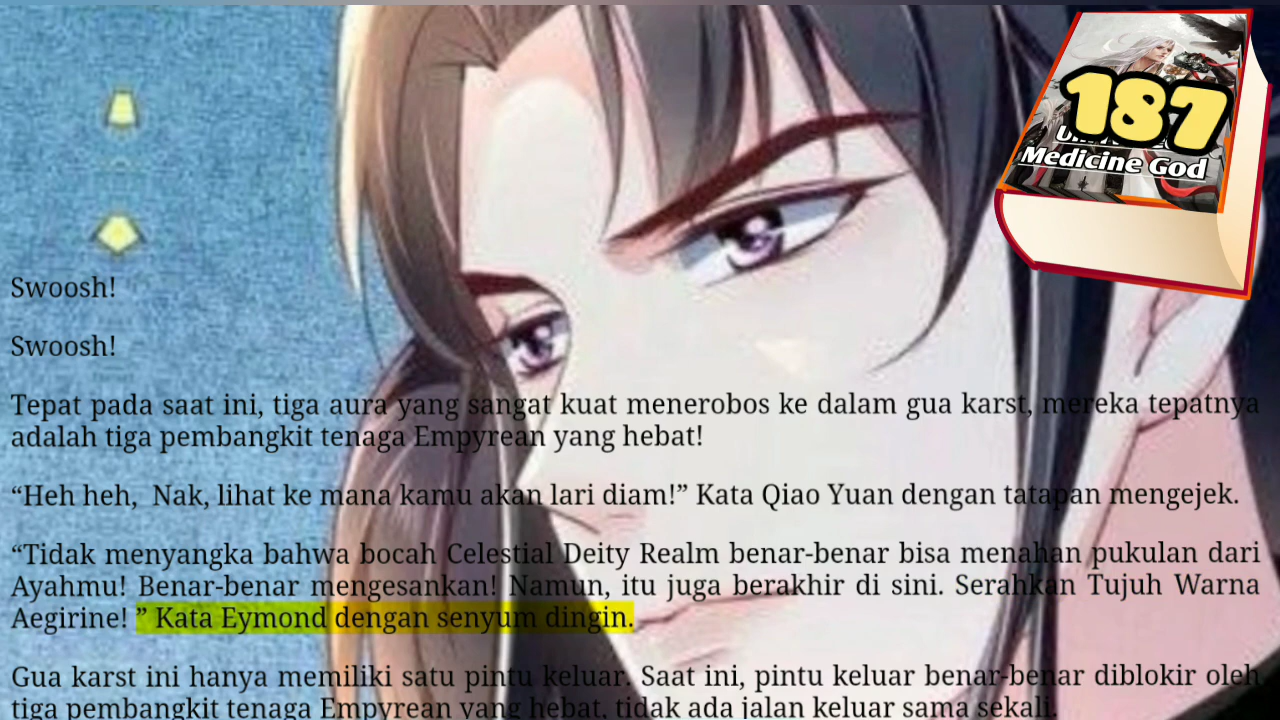 187
Medicine God
Swoosh!
Swoosh!
Tepat pada saat ini, tiga aura yang sangat kuat menerobos ke dalam gua karst, mereka tepatnya
adalah tiga pembangkit tenaga Empyrean yang hebat!
“Heh heh,  Nak, lihat ke mana kamu akan lari diam!” Kata Qiao Yuan dengan tatapan mengejek.
“Tidak menyangka bahwa bocah Celestial Deity Realm benar-benar bisa menahan pukulan dari
Ayahmu! Benar-benar mengesankan! Namun, itu juga berakhir di sini. Serahkan Tujuh Warna
Aegirine! ” Kata Eymond dengan senyum dingin.
Gua karst ini hanya memiliki satu pintu keluar. Saat ini, pintu keluar benar-benar diblokir oleh
tiga pembangkit tenaga Empyrean yang hebat, tidak ada jalan keluar sama sekali.